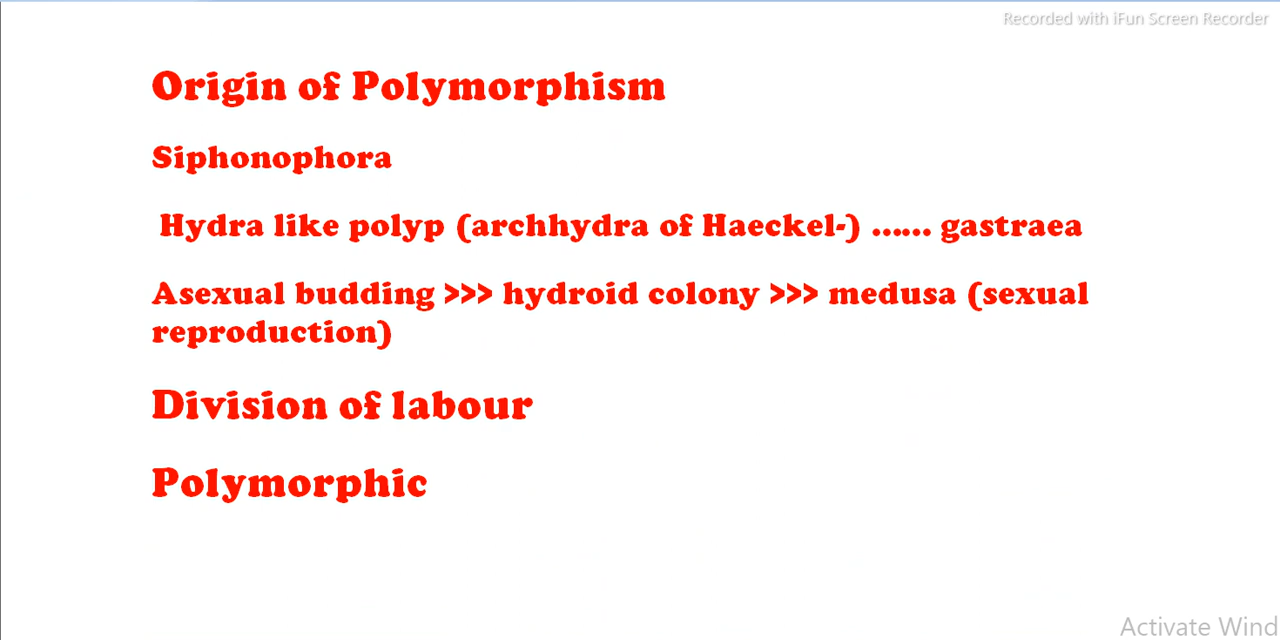 Recorded with iFun Screen Recorder
Origin of Polymorphism
Siphonophora
Hydra like polyp (archhydra of Haeckel-) ...... gastraea
Asexual budding >>> hydroid colony >>> medusa (sexual
reproduction)
Division of labour
Polymorphic
Activate Wind